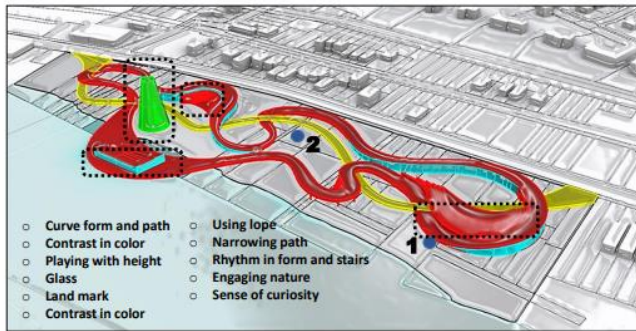 2
1
○ Curve form and path
○ Contrast in color
○ Playing with height
○ Glass
○ Land mark
○ Contrast in color
○ Using lope
○ Narrowing path
○ Rhythm in form and stairs
○ Engaging nature
○ Sense of curiosity